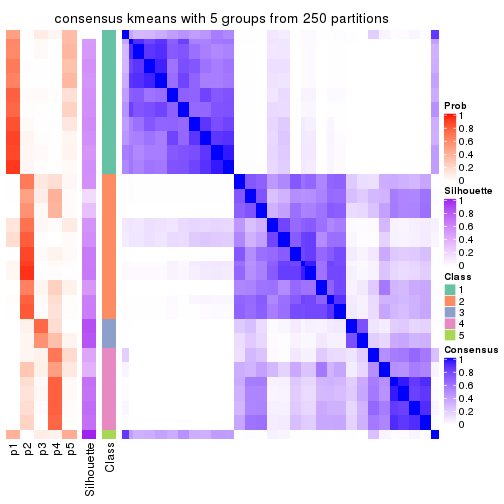 consensus kmeans with 5 groups from 250 partitions
Prob
1
0.8
0.6
0.4
0.2
0
Silhouette
1
0.8
0.6
0.4
0.2
0
Class
1
2
3
4
5
Consensus
1
0.8
0.6
0.4
0.2
0
p1
p2
p3
p4
p5
Silhouette
Class